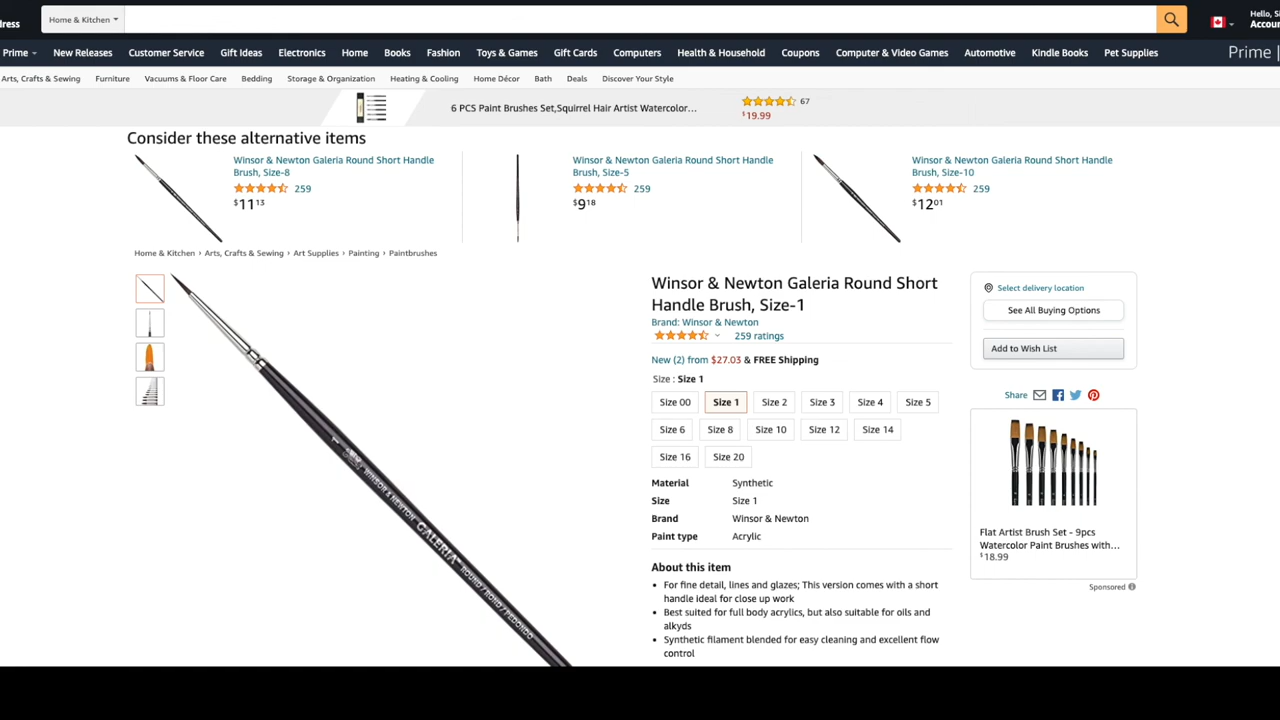 dress
Home & Kitchen
Hello, Si
Accour
Prime
New Releases
Customer Service
Gift Ideas
Electronics
Home
Books
Fashion
Toys & Games
Gift Cards
Computers
Health & Household
Coupons
Computer & Video Games
Automotive
Kindle Books
Pet Supplies
Prime
Arts, Crafts & Sewing
Furniture
Vacuums & Floor Care
Bedding
Storage & Organization
Heating & Cooling
Home Décor
Bath
Deals
Discover Your Style
6 PCS Paint Brushes Set,Squirrel Hair Artist Watercolor...
67
$19.99
Consider these alternative items
Winsor & Newton Galeria Round Short Handle
Brush, Size-8
259
$11 13
Winsor & Newton Galeria Round Short Handle
Brush, Size-5
259
$9 18
Winsor & Newton Galeria Round Short Handle
Brush, Size-10
259
$12 01
Home & Kitchen › Arts, Crafts & Sewing › Art Supplies › Painting › Paintbrushes
1 WINSOR & NEWTON GALERIA™ ROUND / ROND / REDONDO
Winsor & Newton Galeria Round Short
Handle Brush, Size-1
Brand: Winsor & Newton
259 ratings
New (2) from $27.03 & FREE Shipping
Size : Size 1
Size 00
Size 1
Size 2
Size 3
Size 4
Size 5
Size 6
Size 8
Size 10
Size 12
Size 14
Size 16
Size 20
Material Synthetic
Size Size 1
Brand Winsor & Newton
Paint type Acrylic
About this item
• For fine detail, lines and glazes; This version comes with a short
handle ideal for close up work
• Best suited for full body acrylics, but also suitable for oils and
alkyds
• Synthetic filament blended for easy cleaning and excellent flow
control
Select delivery location
See All Buying Options
Add to Wish List
Share
Flat Artist Brush Set - 9pcs
Watercolor Paint Brushes with...
$18.99
Sponsored